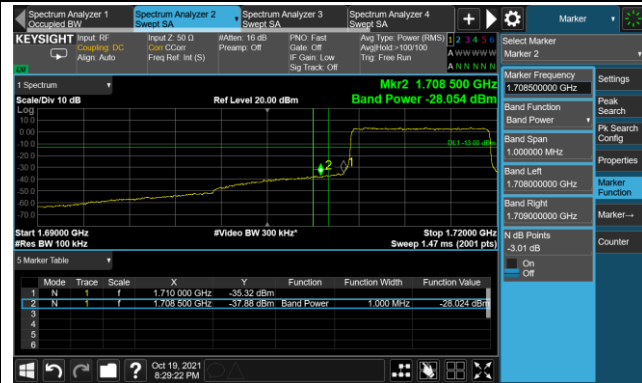 Spectrum Analyzer 1
Occupied BW
Spectrum Analyzer 2
Swept SA
Spectrum Analyzer 3
Swept SA
Spectrum Analyzer 4
Swept SA
Marker
KEYSIGHT
Input: RF
Coupling: DC
Align: Auto
Input Z: 50 Ω
Corr CCorr
Freq Ref: Int (S)
#Atten: 16 dB
Preamp: Off
PNO: Fast
Gate: Off
IF Gain: Low
Sig Track: Off
Avg Type: Power (RMS)
Avg|Hold:>100/100
Trig: Free Run
1 2 3 4 5 6
A W W W W W
A N N N N N
Select Marker
Marker 2
1 Spectrum
Mkr2 1.708 500 GHz
Scale/Div 10 dB
Ref Level 20.00 dBm
Band Power -28.054 dBm
Log
10.0
0.00
-10.0
-20.0
-30.0
-40.0
-50.0
-60.0
-70.0
DL1 -13.00 dBm
2
Start 1.69000 GHz
#Video BW 300 kHz*
Stop 1.72000 GHz
#Res BW 100 kHz
Sweep 1.47 ms (2001 pts)
5 Marker Table
Mode Trace Scale X Y Function Function Width Function Value
1 N 1 f 1.710 000 GHz -35.32 dBm
2 N 1 f 1.708 500 GHz -37.88 dBm Band Power 1.000 MHz -28.024 dBm
3
4
5
6
Marker Frequency
1.708500000 GHz
Band Function
Band Power
Band Span
1.000000 MHz
Band Left
1.708000000 GHz
Band Right
1.709000000 GHz
N dB Points
-3.01 dB
On
Off
Settings
Peak
Search
Pk Search
Config
Properties
Marker
Function
Marker→
Counter
?
Oct 19, 2021
8:29:22 PM